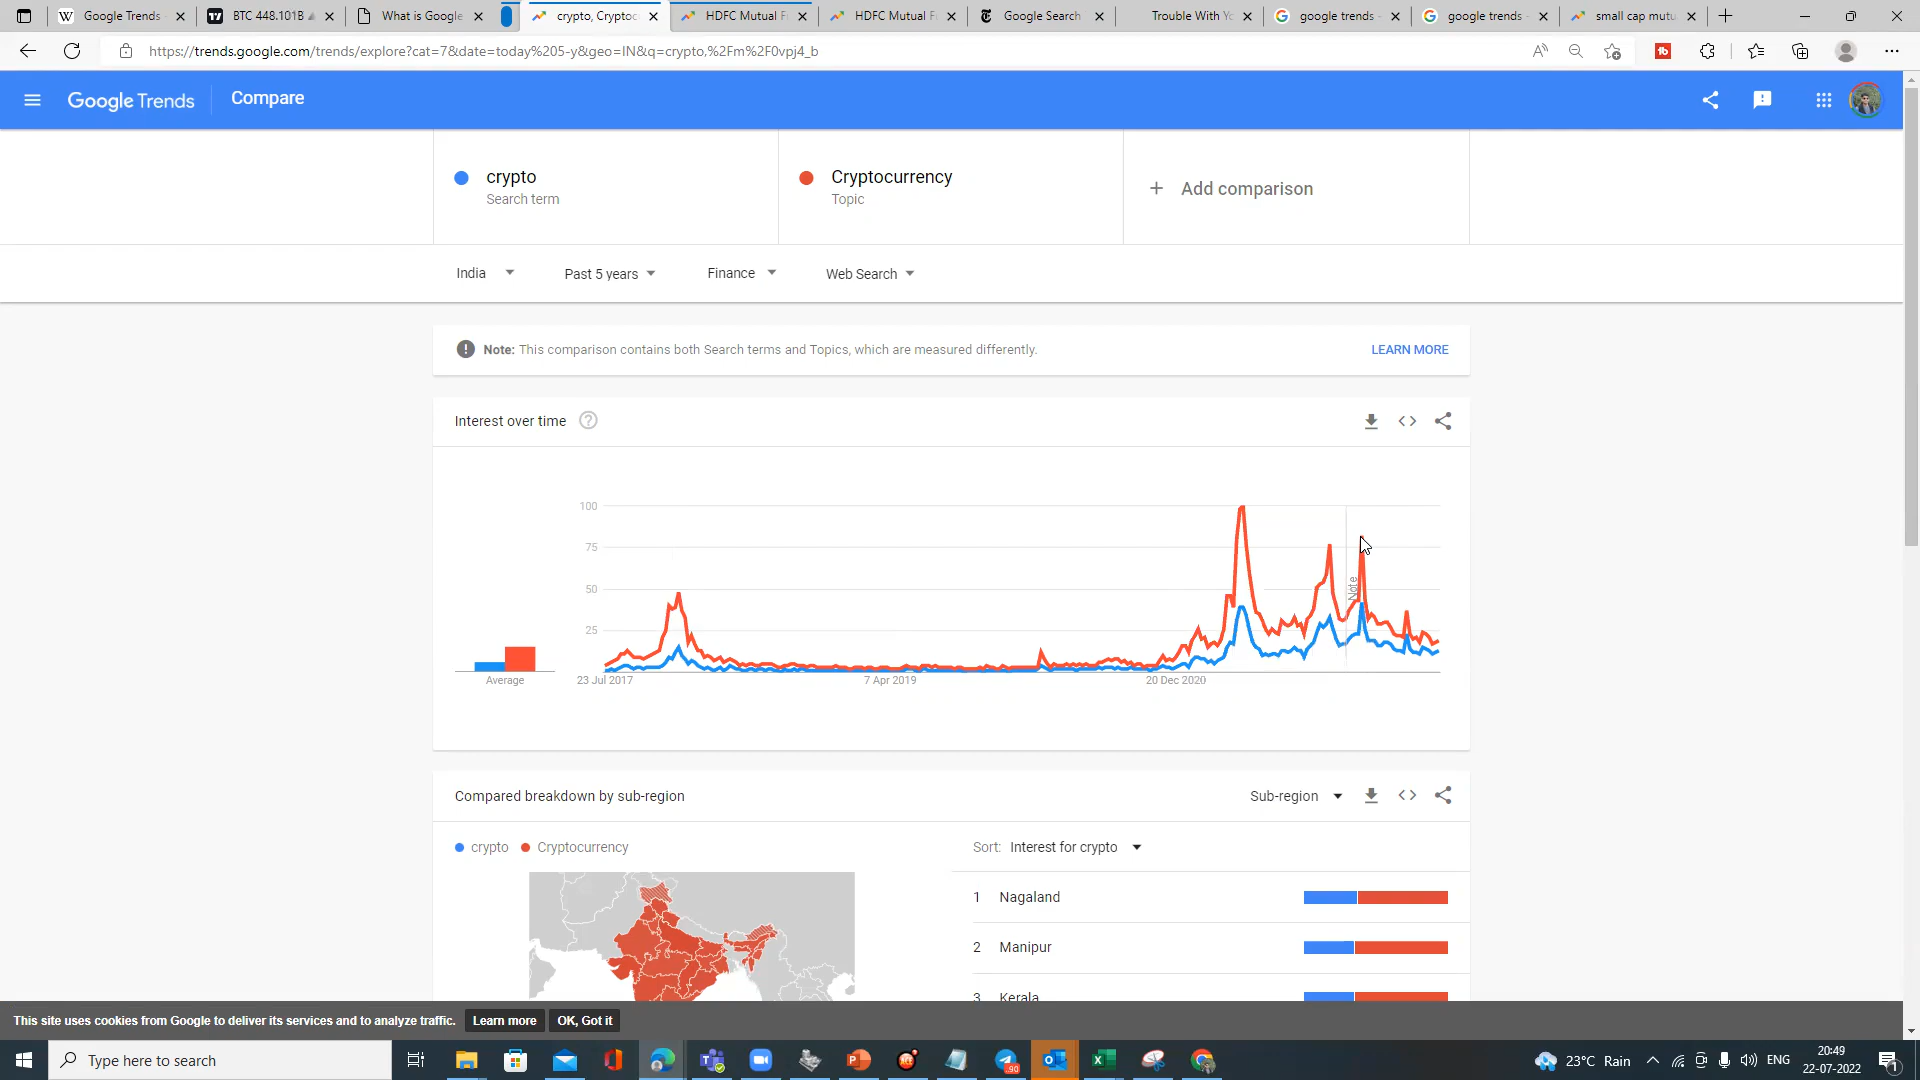 Google Trends -
BTC 448.101B
What is Google
crypto, Cryptoc
HDFC Mutual F
HDFC Mutual F
Google Search
Trouble With Yo
google trends -
google trends -
small cap mutu
https://trends.google.com/trends/explore?cat=7&date=today%205-y&geo=IN&q=crypto,%2Fm%2F0vpj4_b
Google Trends
Compare
crypto
Search term
Cryptocurrency
Topic
+ Add comparison
India
Past 5 years
Finance
Web Search
Note: This comparison contains both Search terms and Topics, which are measured differently.
LEARN MORE
Interest over time
100
75
50
25
Note
Average
23 Jul 2017
7 Apr 2019
20 Dec 2020
Compared breakdown by sub-region
Sub-region
crypto
Cryptocurrency
Sort: Interest for crypto
1 Nagaland
2 Manipur
3 Kerala
This site uses cookies from Google to deliver its services and to analyze traffic.
Learn more
OK, Got it
Type here to search
90
23°C Rain
ENG
20:49
22-07-2022
1